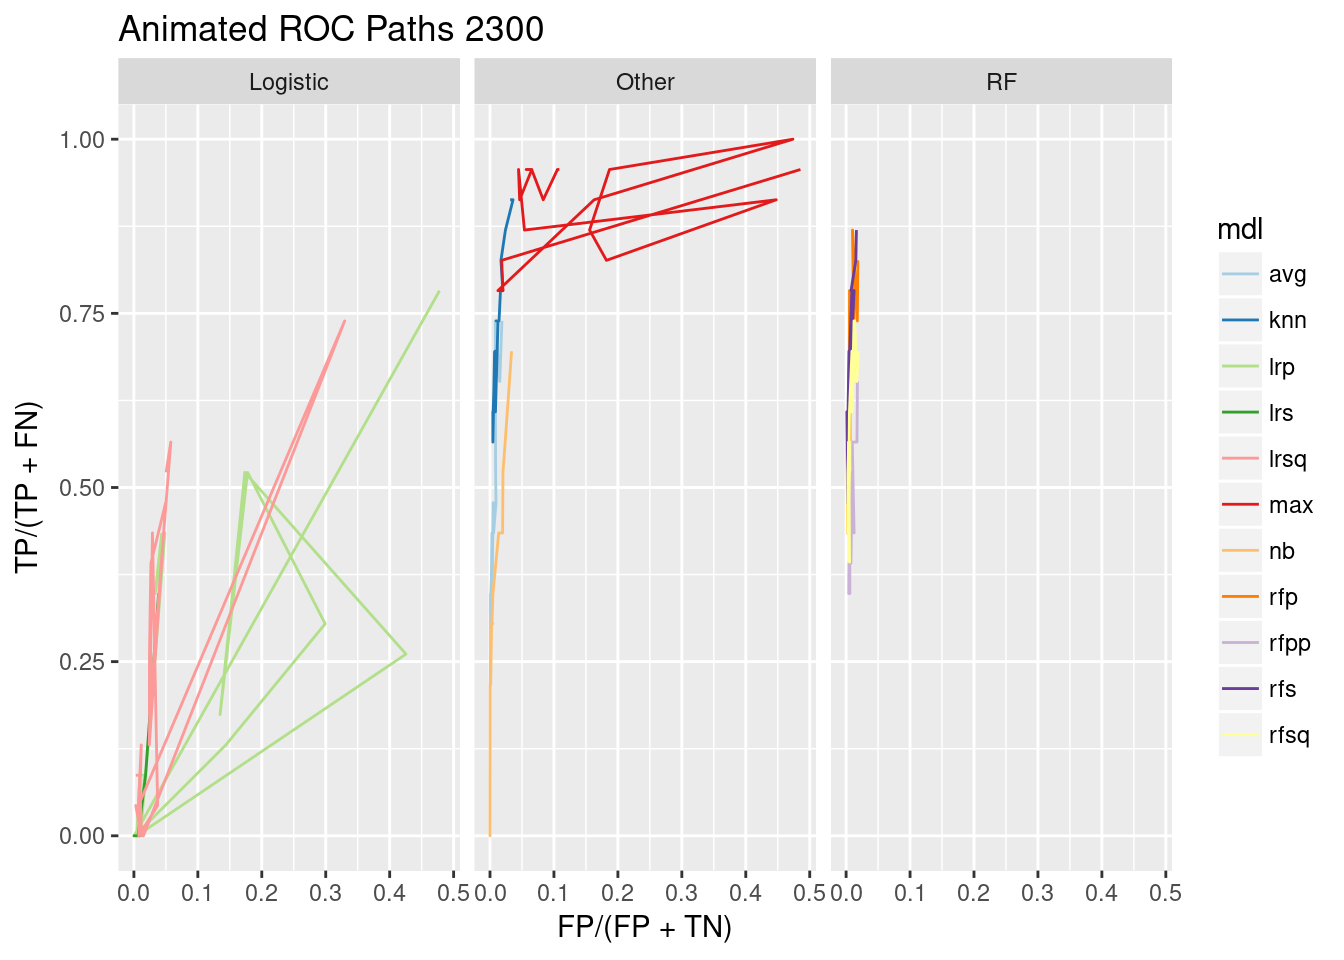 Animated ROC Paths 2300
Logistic Other RF
TP/(TP + FN)
1.00
0.75
0.50
0.25
0.00
0.0 0.1 0.2 0.3 0.4 0.5 0.0 0.1 0.2 0.3 0.4 0.5 0.0 0.1 0.2 0.3 0.4 0.5
FP/(FP + TN)
mdl
avg
knn
lrp
lrs
lrsq
max
nb
rfp
rfpp
rfs
rfsq